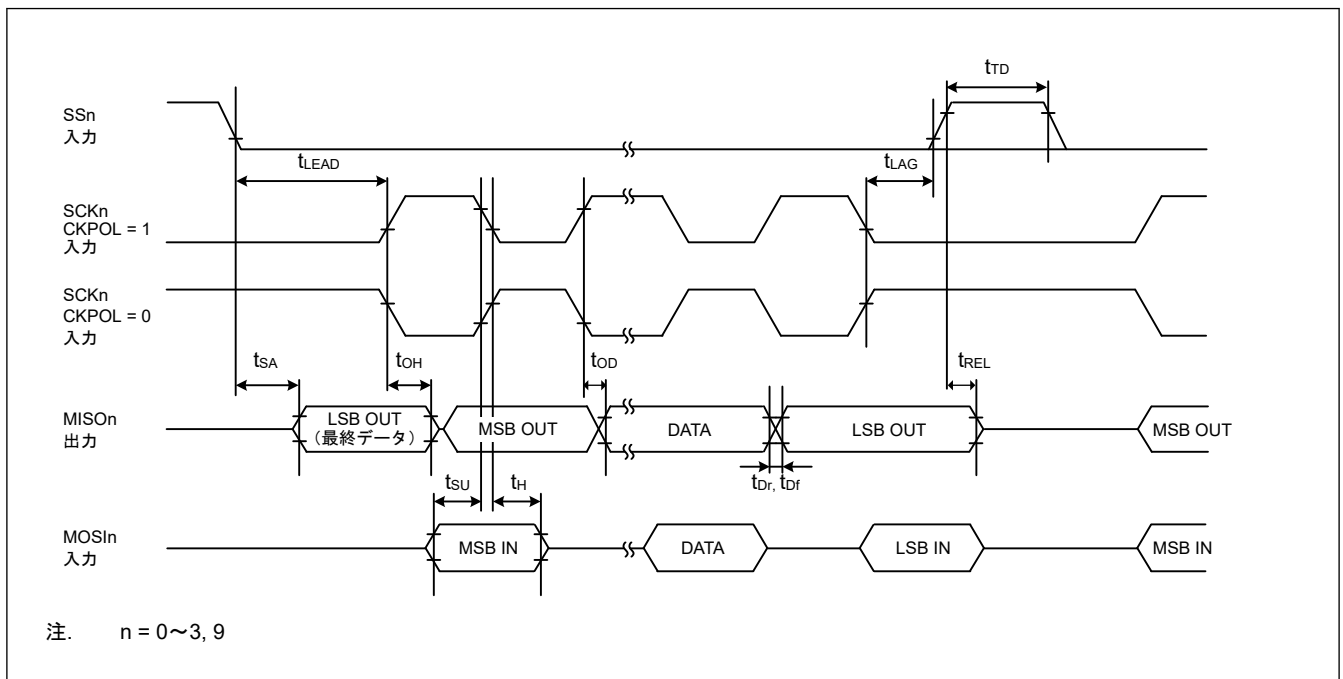 tTD
SSn
入力
tLEAD
tLAG
SCKn
CKPOL = 1
入力
SCKn
CKPOL = 0
入力
tSA
tOH
tOD
tREL
MISOn
出力
LSB OUT
(最終データ)
MSB OUT
DATA
LSB OUT
MSB OUT
tSU
tH
tDr, tDf
MOSIn
入力
MSB IN
DATA
LSB IN
MSB IN
注. n = 0～3, 9